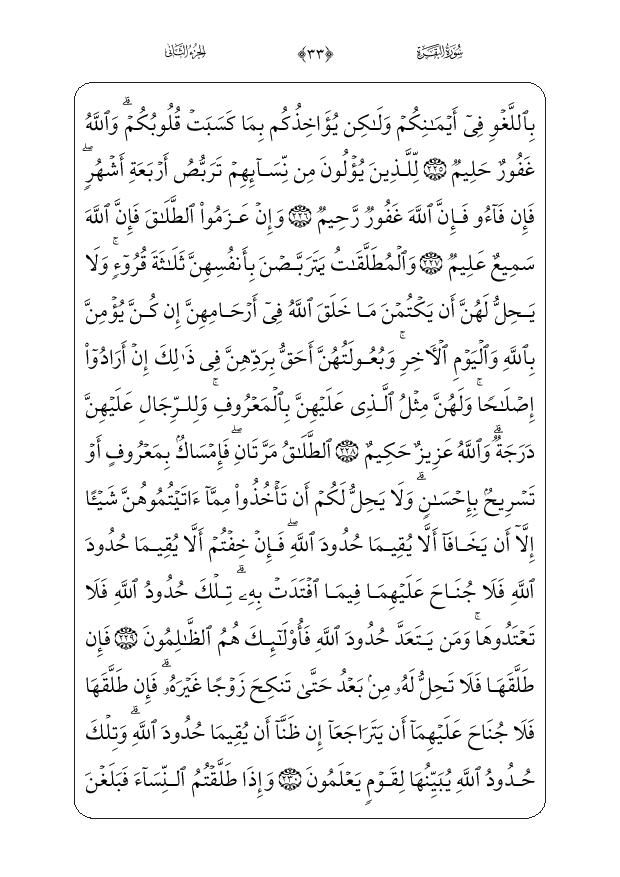 سُورَةُ البَقَرَةِ ﴿٣٣﴾ الجُزءُ الثَّانِي
بِٱللَّغۡوِ فِيٓ أَيۡمَٰنِكُمۡ وَلَٰكِن يُؤَاخِذُكُم بِمَا كَسَبَتۡ قُلُوبُكُمۡۗ وَٱللَّهُ
غَفُورٌ حَلِيمٞ ٢٢٥ لِّلَّذِينَ يُؤۡلُونَ مِن نِّسَآئِهِمۡ تَرَبُّصُ أَرۡبَعَةِ أَشۡهُرٖۖ
فَإِن فَآءُو فَإِنَّ ٱللَّهَ غَفُورٞ رَّحِيمٞ ٢٢٦ وَإِنۡ عَزَمُواْ ٱلطَّلَٰقَ فَإِنَّ ٱللَّهَ
سَمِيعٌ عَلِيمٞ ٢٢٧ وَٱلۡمُطَلَّقَٰتُ يَتَرَبَّصۡنَ بِأَنفُسِهِنَّ ثَلَٰثَةَ قُرُوٓءٖۚ وَلَا
يَحِلُّ لَهُنَّ أَن يَكۡتُمۡنَ مَا خَلَقَ ٱللَّهُ فِيٓ أَرۡحَامِهِنَّ إِن كُنَّ يُؤۡمِنَّ
بِٱللَّهِ وَٱلۡيَوۡمِ ٱلۡأٓخِرِۚ وَبُعُولَتُهُنَّ أَحَقُّ بِرَدِّهِنَّ فِي ذَٰلِكَ إِنۡ أَرَادُوٓاْ
إِصۡلَٰحٗاۚ وَلَهُنَّ مِثۡلُ ٱلَّذِي عَلَيۡهِنَّ بِٱلۡمَعۡرُوفِۚ وَلِلرِّجَالِ عَلَيۡهِنَّ
دَرَجَةٞۗ وَٱللَّهُ عَزِيزٌ حَكِيمٌ ٢٢٨ ٱلطَّلَٰقُ مَرَّتَانِۖ فَإِمۡسَاكُۢ بِمَعۡرُوفٍ أَوۡ
تَسۡرِيحُۢ بِإِحۡسَٰنٖۗ وَلَا يَحِلُّ لَكُمۡ أَن تَأۡخُذُواْ مِمَّآ ءَاتَيۡتُمُوهُنَّ شَيۡـًٔا
إِلَّآ أَن يَخَافَآ أَلَّا يُقِيمَا حُدُودَ ٱللَّهِۖ فَإِنۡ خِفۡتُمۡ أَلَّا يُقِيمَا حُدُودَ
ٱللَّهِ فَلَا جُنَاحَ عَلَيۡهِمَا فِيمَا ٱفۡتَدَتۡ بِهِۦۗ تِلۡكَ حُدُودُ ٱللَّهِ فَلَا
تَعۡتَدُوهَاۚ وَمَن يَتَعَدَّ حُدُودَ ٱللَّهِ فَأُوْلَٰٓئِكَ هُمُ ٱلظَّٰلِمُونَ ٢٢٩ فَإِن
طَلَّقَهَا فَلَا تَحِلُّ لَهُۥ مِنۢ بَعۡدُ حَتَّىٰ تَنكِحَ زَوۡجًا غَيۡرَهُۥۗ فَإِن طَلَّقَهَا
فَلَا جُنَاحَ عَلَيۡهِمَآ أَن يَتَرَاجَعَآ إِن ظَنَّآ أَن يُقِيمَا حُدُودَ ٱللَّهِۗ وَتِلۡكَ
حُدُودُ ٱللَّهِ يُبَيِّنُهَا لِقَوۡمٖ يَعۡلَمُونَ ٢٣٠ وَإِذَا طَلَّقۡتُمُ ٱلنِّسَآءَ فَبَلَغۡنَ